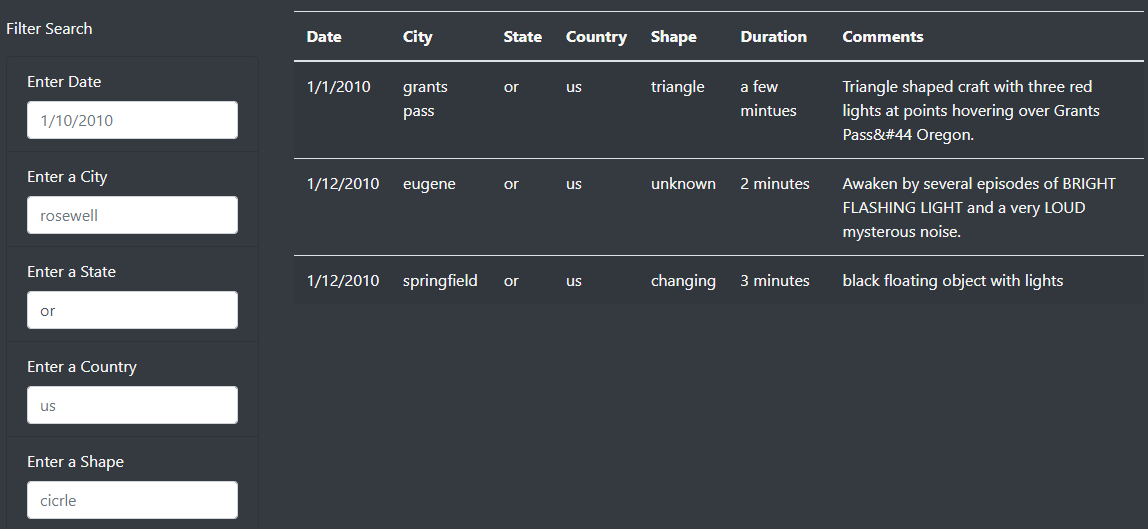 Filter Search
Enter Date
1/10/2010
Enter a City
rosewell
Enter a State
or
Enter a Country
us
Enter a Shape
cicrle
Date City State Country Shape Duration Comments
1/1/2010 grants or us triangle a few Triangle shaped craft with three red
pass mintues lights at points hovering over Grants
Pass&#44 Oregon.
1/12/2010 eugene or us unknown 2 minutes Awaken by several episodes of BRIGHT
FLASHING LIGHT and a very LOUD
mysterous noise.
1/12/2010 springfield or us changing 3 minutes black floating object with lights